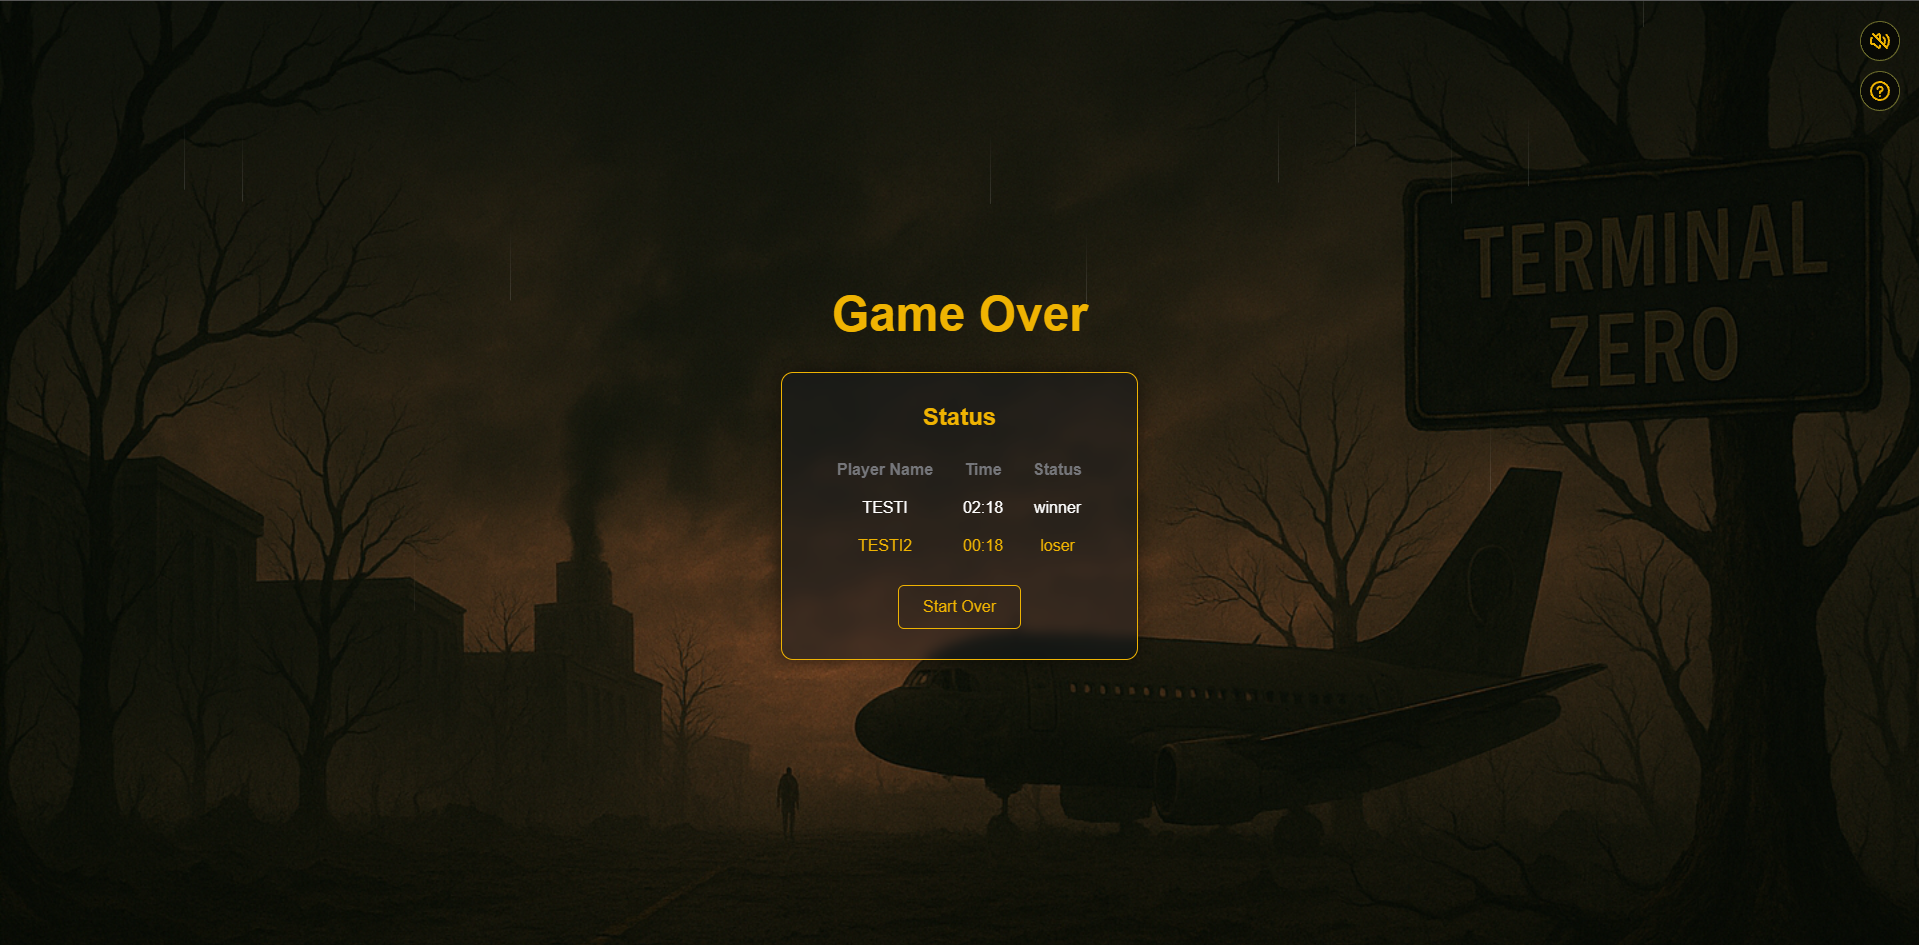 TERMINAL
ZERO
Game Over
Status
Player Name Time Status
TESTI 02:18 winner
TESTI2 00:18 loser
Start Over